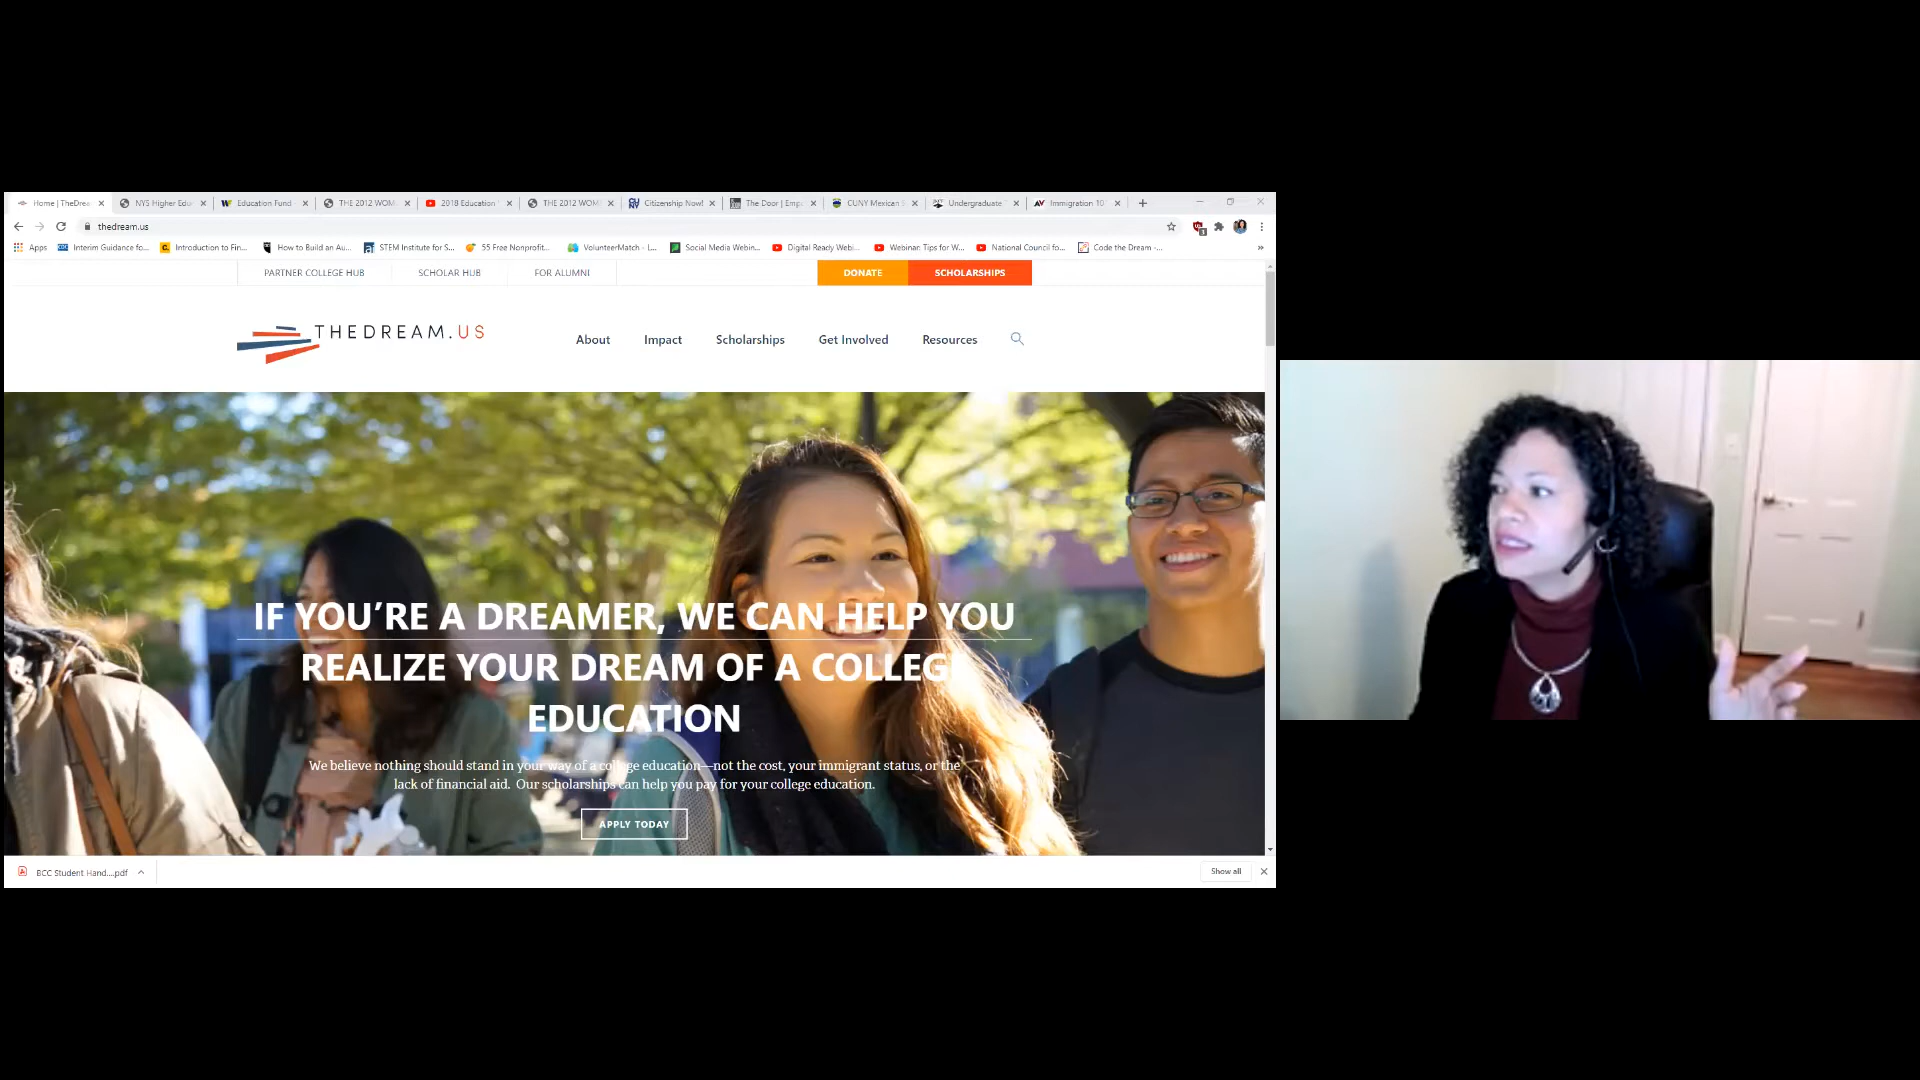 Home | TheDrea
NYS Higher Edu
Education Fund
THE 2012 WOM
2018 Education
THE 2012 WOM
Citizenship Now!
The Door | Emp
CUNY Mexican S
Undergraduate
Immigration 10
thedream.us
Apps
Interim Guidance fo...
Introduction to Fin...
How to Build an Au...
STEM Institute for S...
55 Free Nonprofit...
VolunteerMatch - L...
Social Media Webin...
Digital Ready Webi...
Webinar: Tips for W...
National Council fo...
Code the Dream -...
»
PARTNER COLLEGE HUB
SCHOLAR HUB
FOR ALUMNI
DONATE
SCHOLARSHIPS
THEDREAM.US
About
Impact
Scholarships
Get Involved
Resources
IF YOU’RE A DREAMER, WE CAN HELP YOU
REALIZE YOUR DREAM OF A COLLEGE
EDUCATION
We believe nothing should stand in your way of a college education—not the cost, your immigrant status, or the
lack of financial aid. Our scholarships can help you pay for your college education.
APPLY TODAY
BCC Student Hand....pdf
Show all